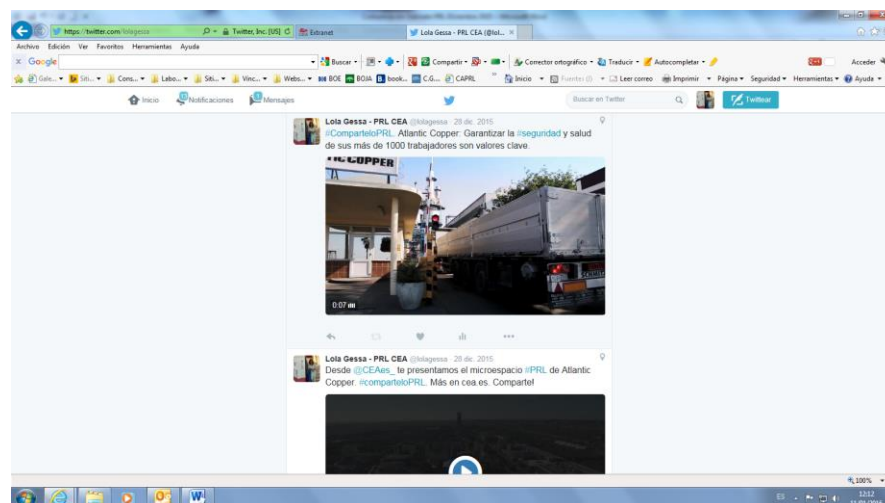 https://twitter.com/lolagessa
Twitter, Inc. [US]
Extranet
Lola Gessa - PRL CEA (@lol...
Archivo Edición Ver Favoritos Herramientas Ayuda
Google
Buscar
Compartir
Corrector ortográfico
Traducir
Autocompletar
Acceder
BOE
BOJA
book...
C.G...
CAPRL
Inicio
Leer correo
Imprimir
Página
Seguridad
Herramientas
Ayuda
Inicio
Notificaciones
Mensajes
Buscar en Twitter
Twittear
Lola Gessa - PRL CEA @lolagessa · 28 dic. 2015
#ComparteloPRL. Atlantic Copper: Garantizar la #seguridad y salud
de sus más de 1000 trabajadores son valores clave.
COPPER
0:07
Lola Gessa - PRL CEA @lolagessa · 28 dic. 2015
Desde @CEAes_ te presentamos el microespacio #PRL de Atlantic
Copper. #comparteloPRL. Más en cea.es. Comparte!
100%
ES
12:12